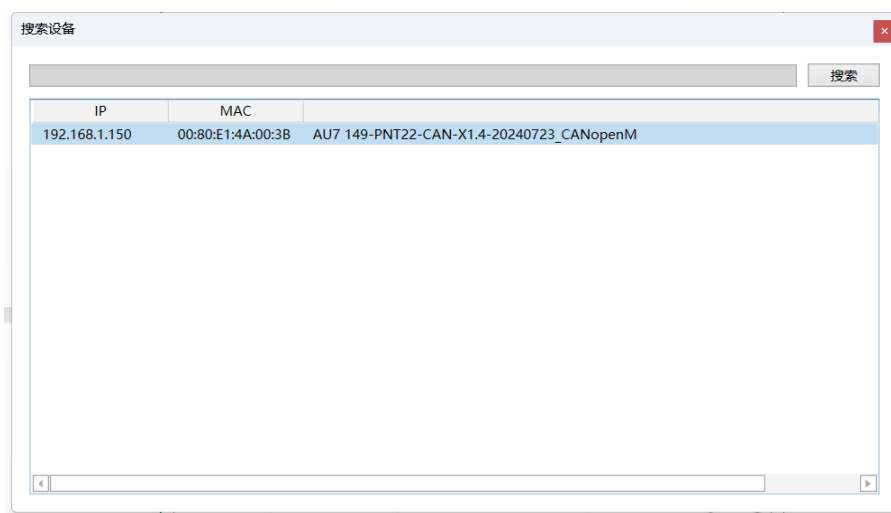 搜索设备
搜索
IP MAC
192.168.1.150 00:80:E1:4A:00:3B AU7 149-PNT22-CAN-X1.4-20240723_CANopenM